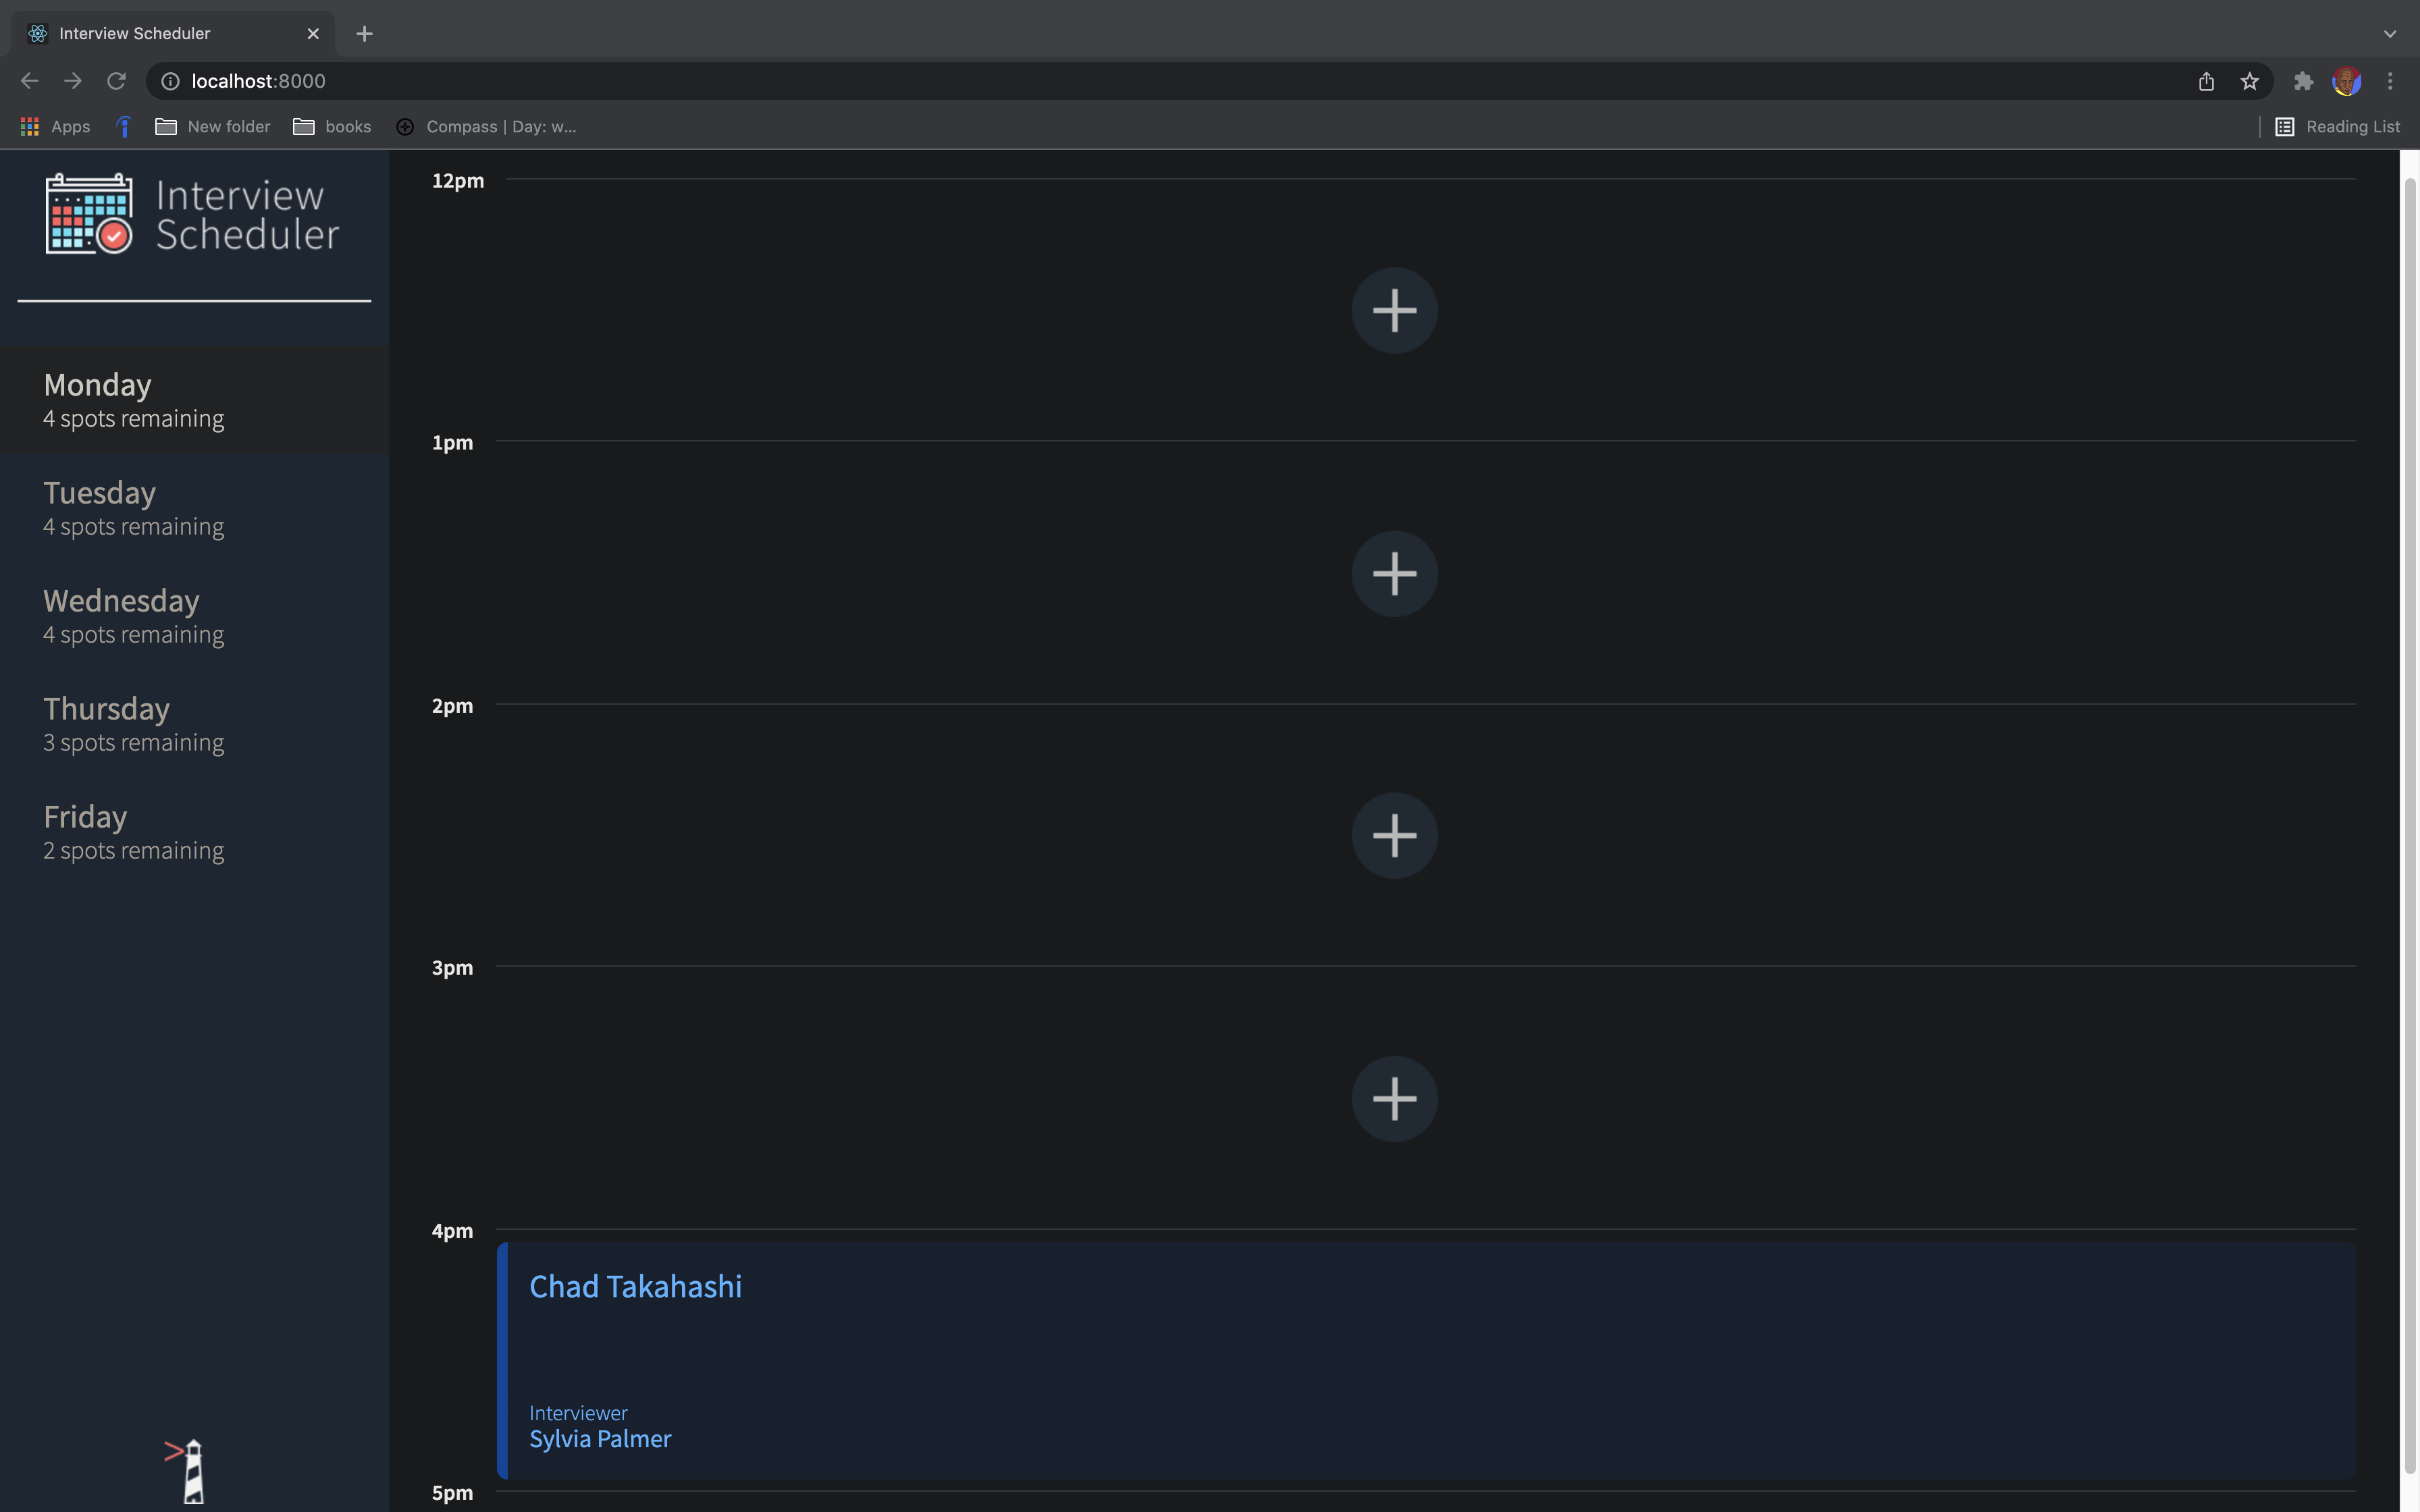 Interview Scheduler
localhost:8000
Apps
New folder
books
Compass | Day: w...
Reading List
Interview
Scheduler
Monday
4 spots remaining
Tuesday
4 spots remaining
Wednesday
4 spots remaining
Thursday
3 spots remaining
Friday
2 spots remaining
12pm
1pm
2pm
3pm
4pm
Chad Takahashi
Interviewer
Sylvia Palmer
5pm